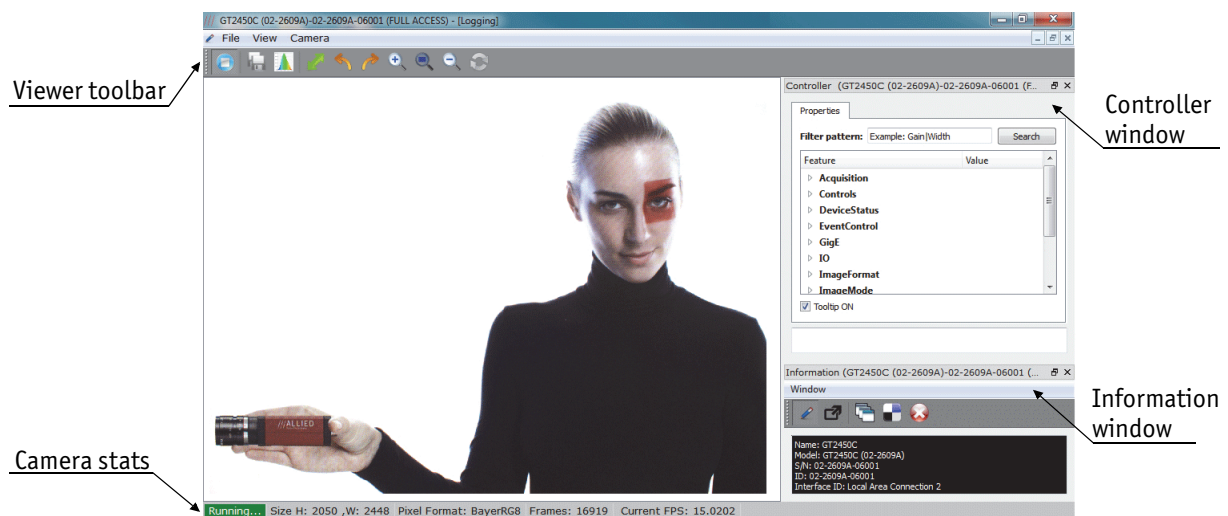 GT2450C (02-2609A)-02-2609A-06001 (FULL ACCESS) - [Logging]
File View Camera
Viewer toolbar
Controller (GT2450C (02-2609A)-02-2609A-06001 (F...
Controller
window
Properties
Filter pattern: Example: Gain|Width Search
Feature Value
Acquisition
Controls
DeviceStatus
EventControl
GigE
IO
ImageFormat
ImageMode
Tooltip ON
Information (GT2450C (02-2609A)-02-2609A-06001 (...
Window
Information
window
ALLIED
Name: GT2450C
Model: GT2450C (02-2609A)
S/N: 02-2609A-06001
ID: 02-2609A-06001
Interface ID: Local Area Connection 2
Camera stats
Running... Size H: 2050 ,W: 2448 Pixel Format: BayerRG8 Frames: 16919 Current FPS: 15.0202